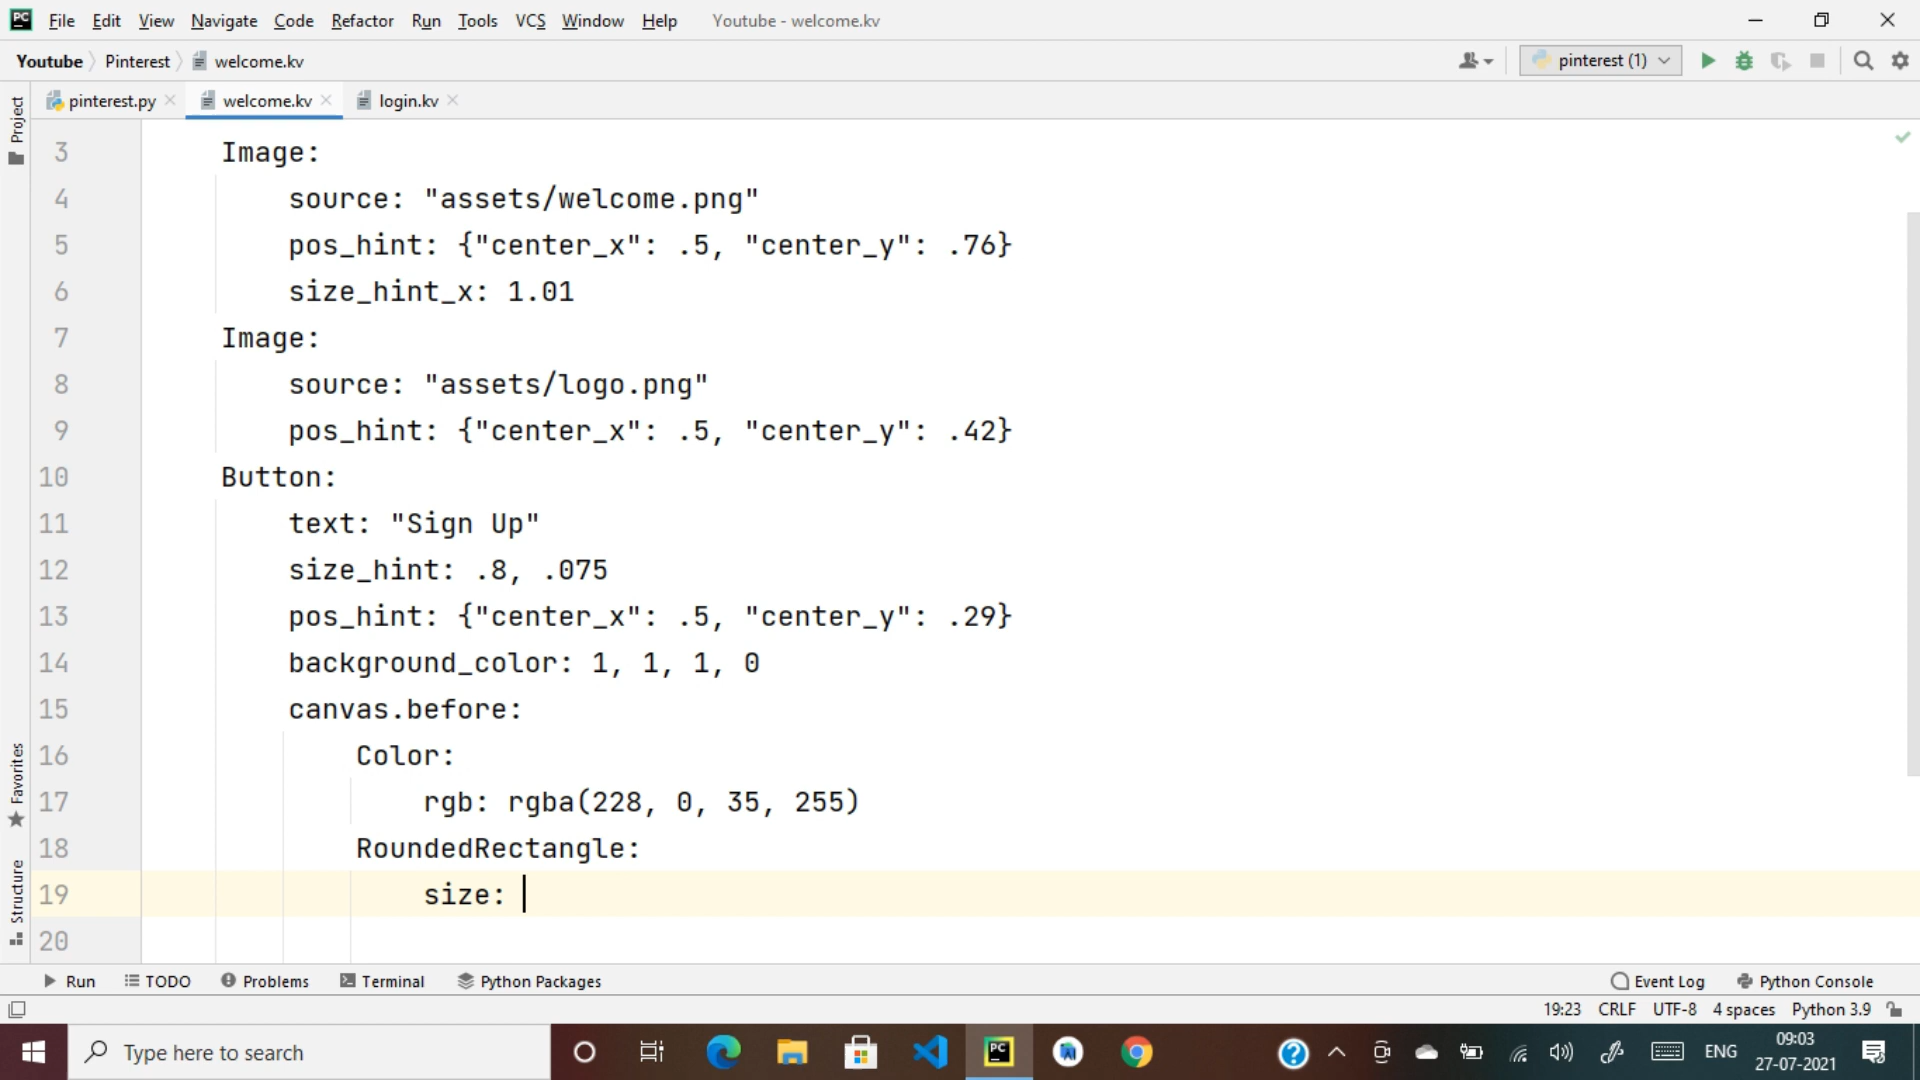 PC File Edit View Navigate Code Refactor Run Tools VCS Window Help Youtube - welcome.kv
Youtube Pinterest welcome.kv pinterest (1)
pinterest.py welcome.kv login.kv
Project
3 Image:
4 source: "assets/welcome.png"
5 pos_hint: {"center_x": .5, "center_y": .76}
6 size_hint_x: 1.01
7 Image:
8 source: "assets/logo.png"
9 pos_hint: {"center_x": .5, "center_y": .42}
10 Button:
11 text: "Sign Up"
12 size_hint: .8, .075
13 pos_hint: {"center_x": .5, "center_y": .29}
14 background_color: 1, 1, 1, 0
15 canvas.before:
16 Color:
17 rgb: rgba(228, 0, 35, 255)
18 RoundedRectangle:
19 size:
20
Favorites
Structure
Run TODO Problems Terminal Python Packages Event Log Python Console
19:23 CRLF UTF-8 4 spaces Python 3.9
Type here to search PC ENG 09:03
27-07-2021